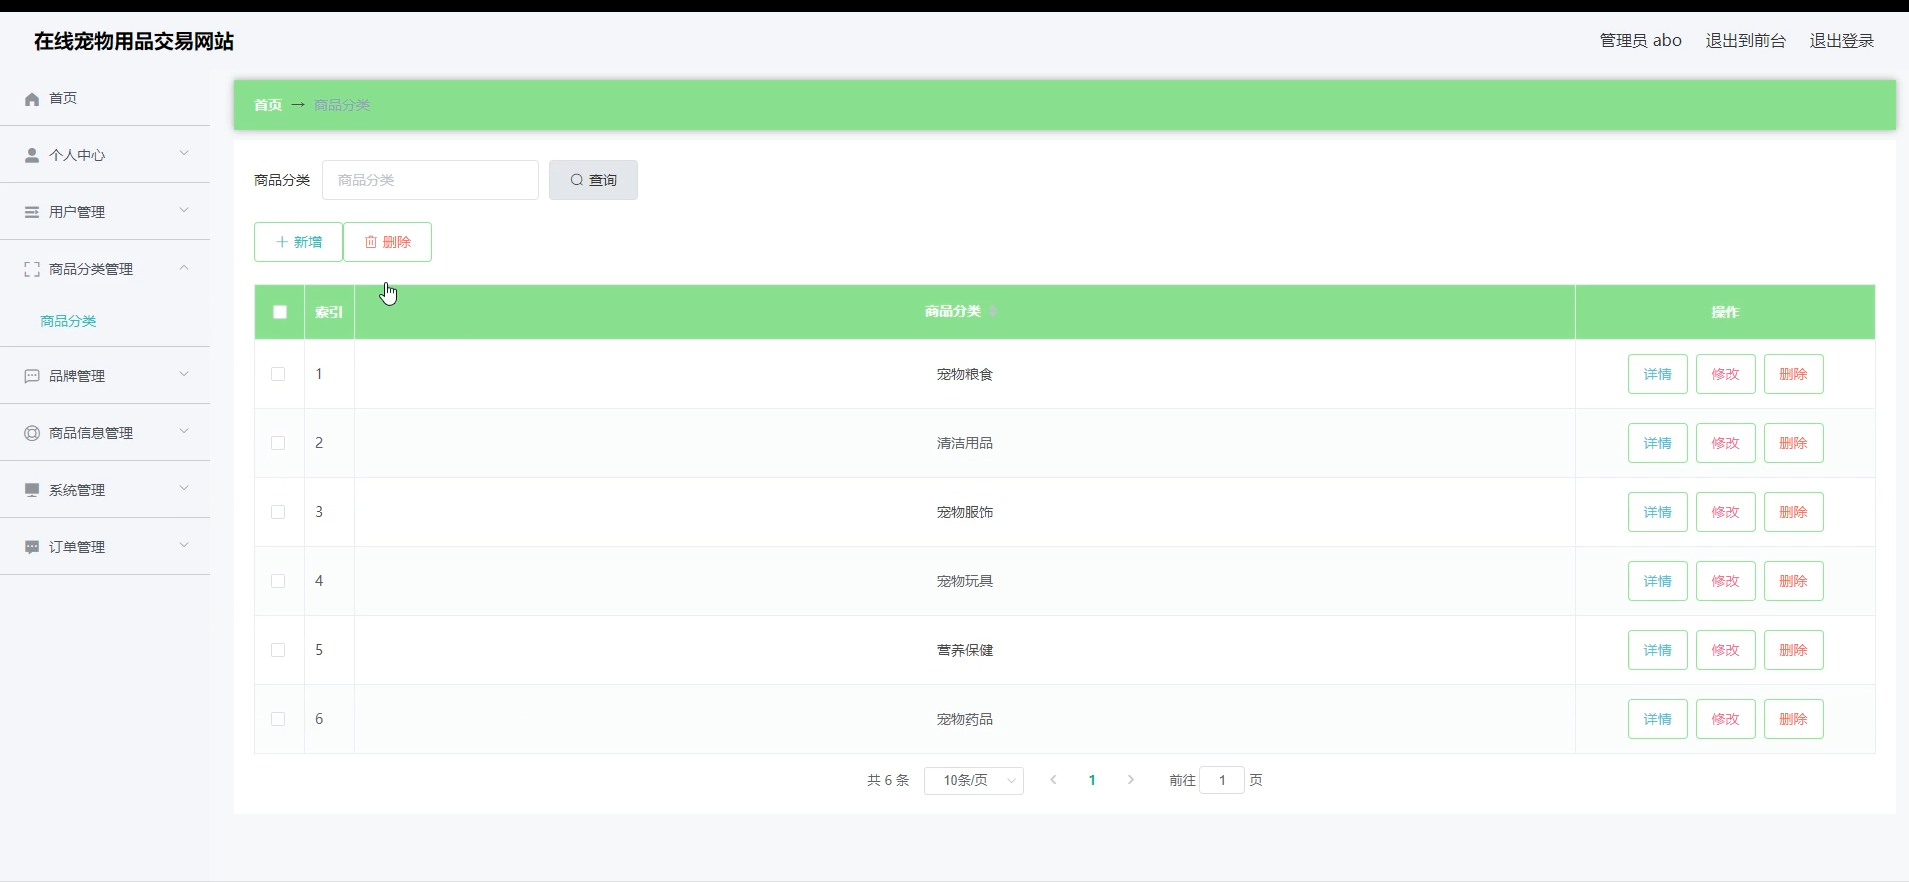 在线宠物用品交易网站
管理员 abo 退出到前台 退出登录
首页
个人中心
用户管理
商品分类管理
商品分类
品牌管理
商品信息管理
系统管理
订单管理
首页 → 商品分类
商品分类 商品分类 查询
新增 删除
索引 商品分类 操作
1 宠物粮食 详情 修改 删除
2 清洁用品 详情 修改 删除
3 宠物服饰 详情 修改 删除
4 宠物玩具 详情 修改 删除
5 营养保健 详情 修改 删除
6 宠物药品 详情 修改 删除
共 6 条 10条/页 1 前往 1 页